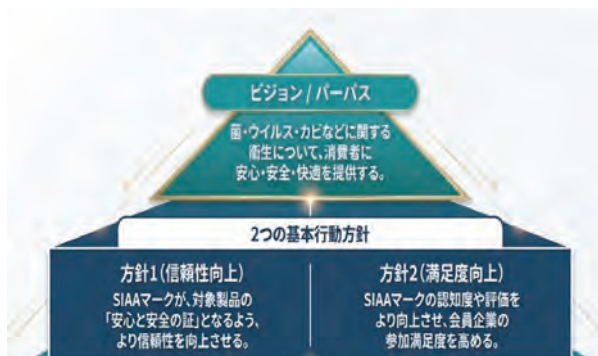 ビジョン / パーパス
菌・ウイルス・カビなどに関する
衛生について、消費者に
安心・安全・快適を提供する。
2つの基本行動方針
方針1（信頼性向上）
SIAAマークが、対象製品の
「安心と安全の証」となるよう、
より信頼性を向上させる。
方針2（満足度向上）
SIAAマークの認知度や評価を
より向上させ、会員企業の
参加満足度を高める。